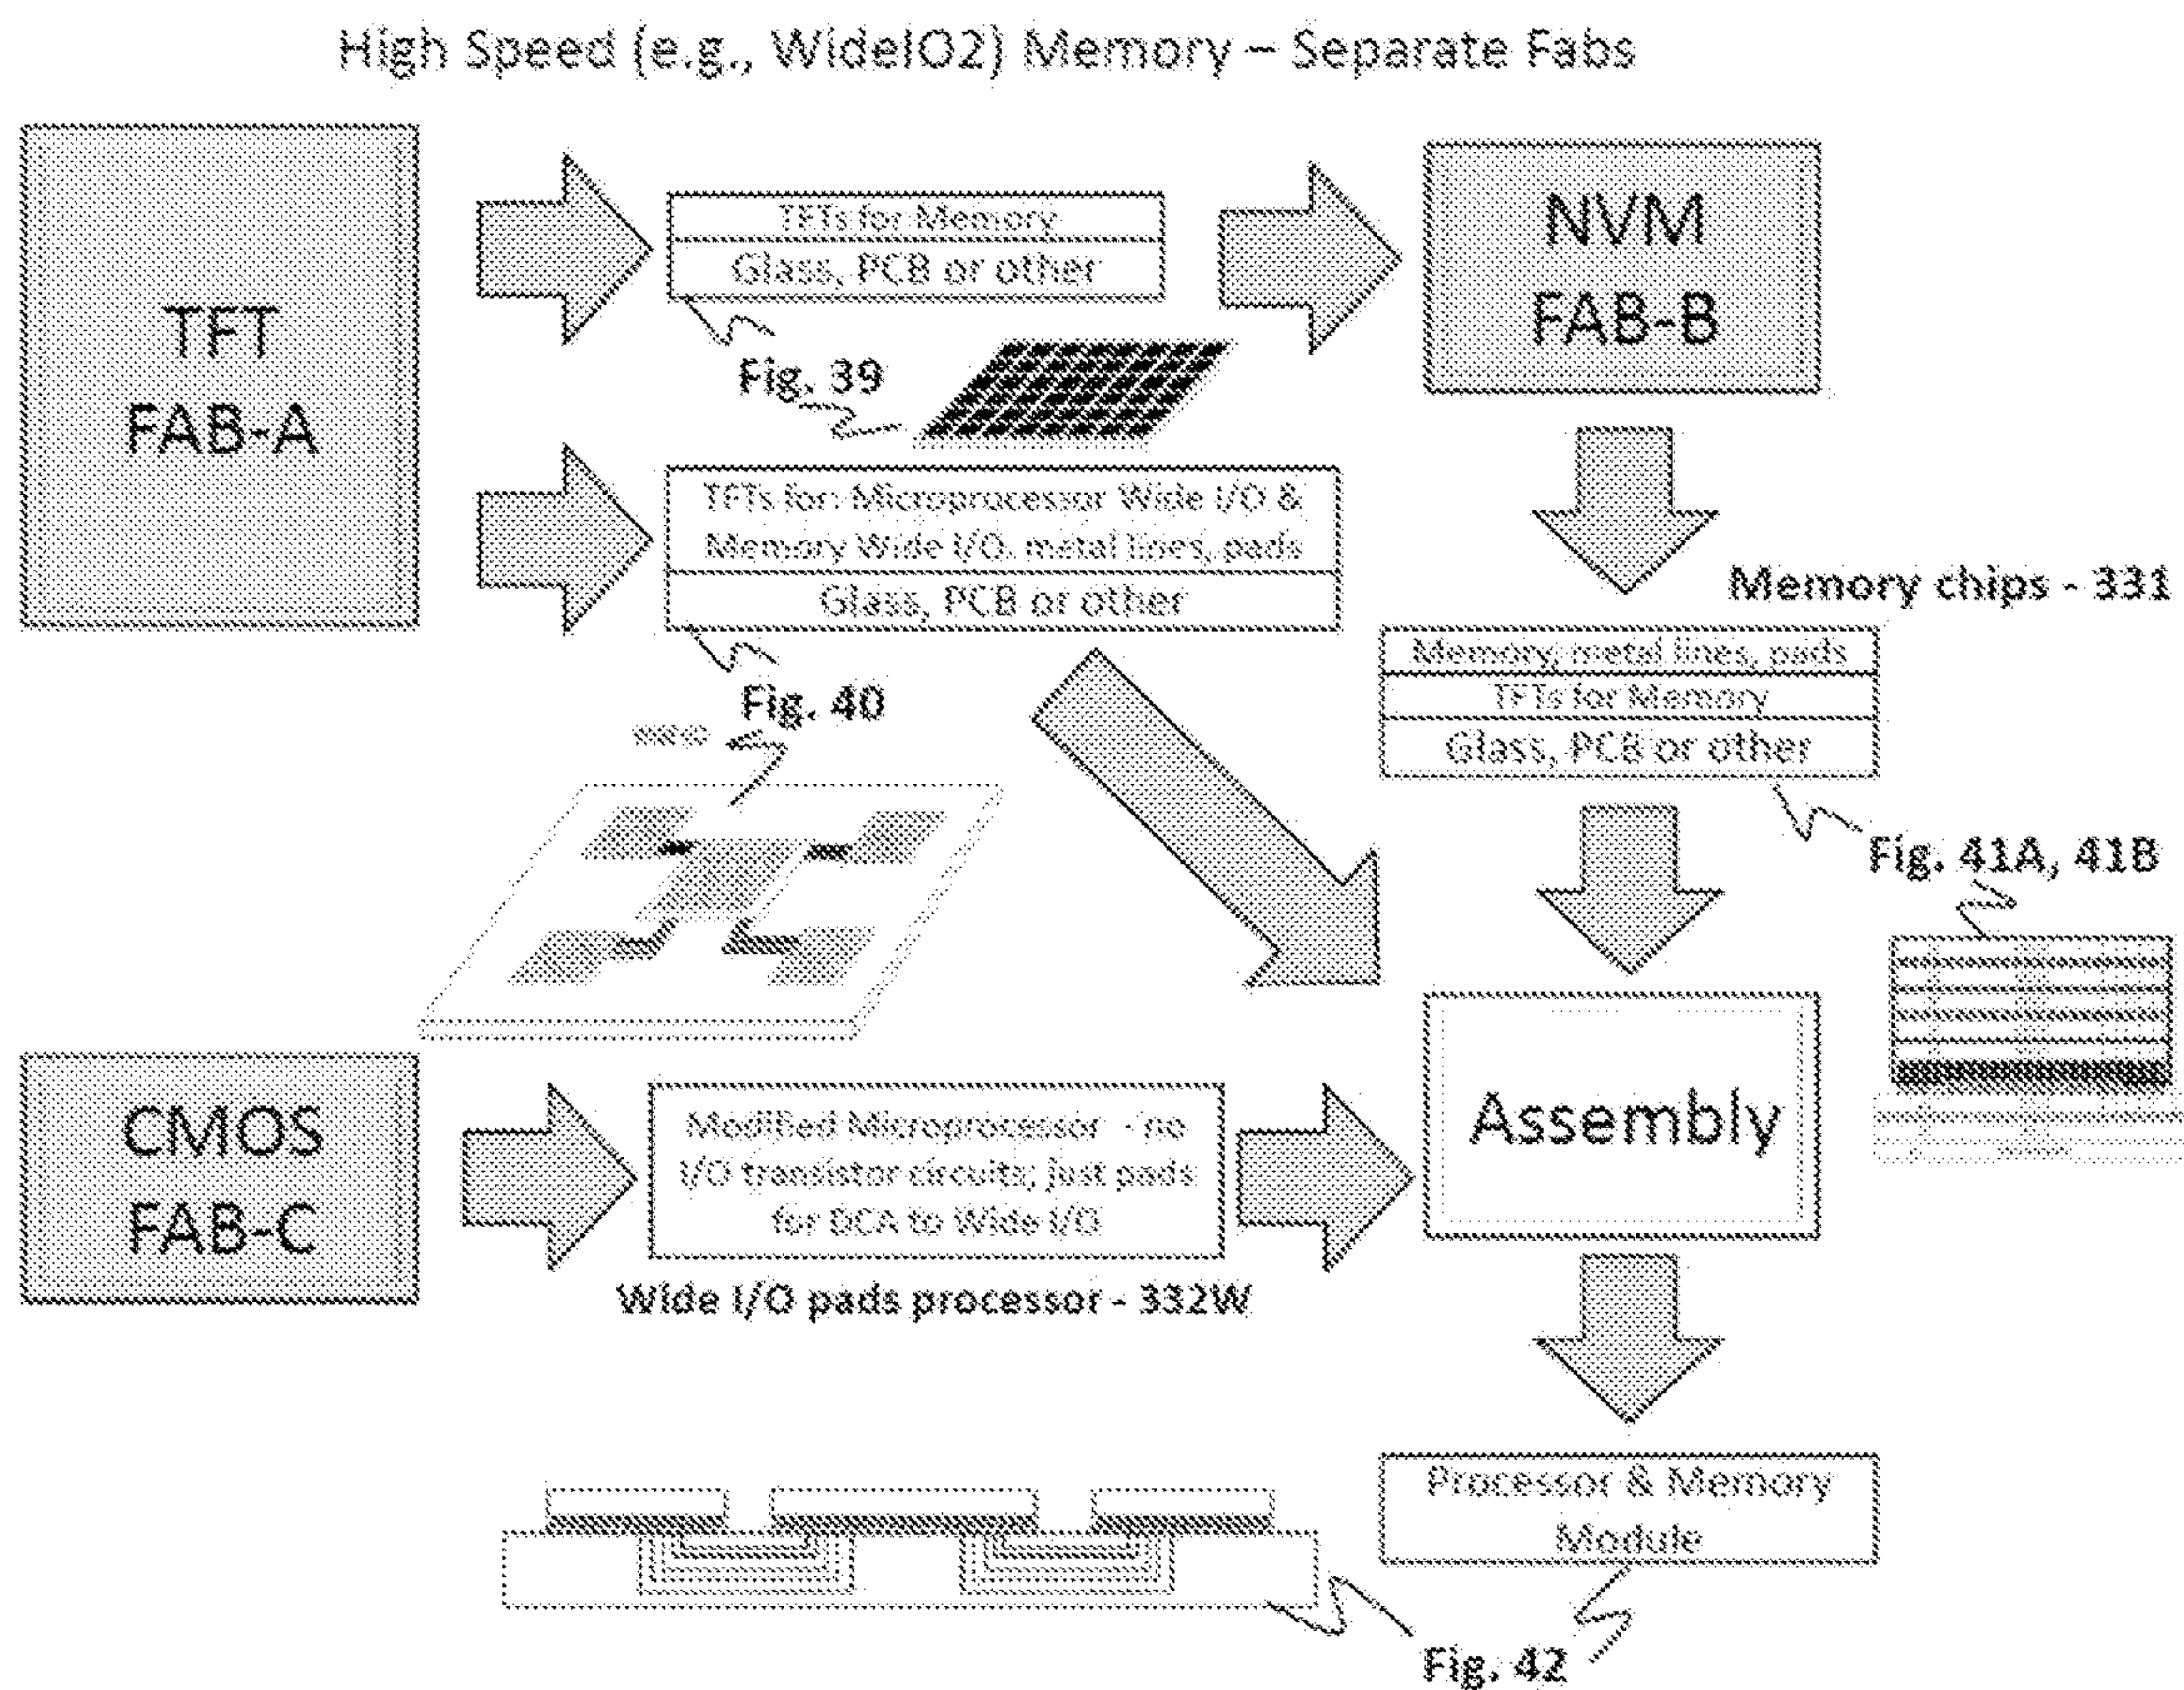 High Speed (e.g., WideIO2) Memory – Separate Fabs
TFT
FAB-A
TFTs for Memory
Glass, PCB or other
NVM
FAB-B
Fig. 39
TFTs for: Microprocessor Wide I/O &
Memory Wide I/O, metal lines, pads
Glass, PCB or other
Fig. 40
Memory chips - 331
Memory, metal lines, pads
TFTs for Memory
Glass, PCB or other
Fig. 41A, 41B
CMOS
FAB-C
Modified Microprocessor - no
I/O transistor circuits; just pads
for DCA to Wide I/O
Wide I/O pads processor - 332W
Assembly
Processor & Memory
Module
Fig. 42